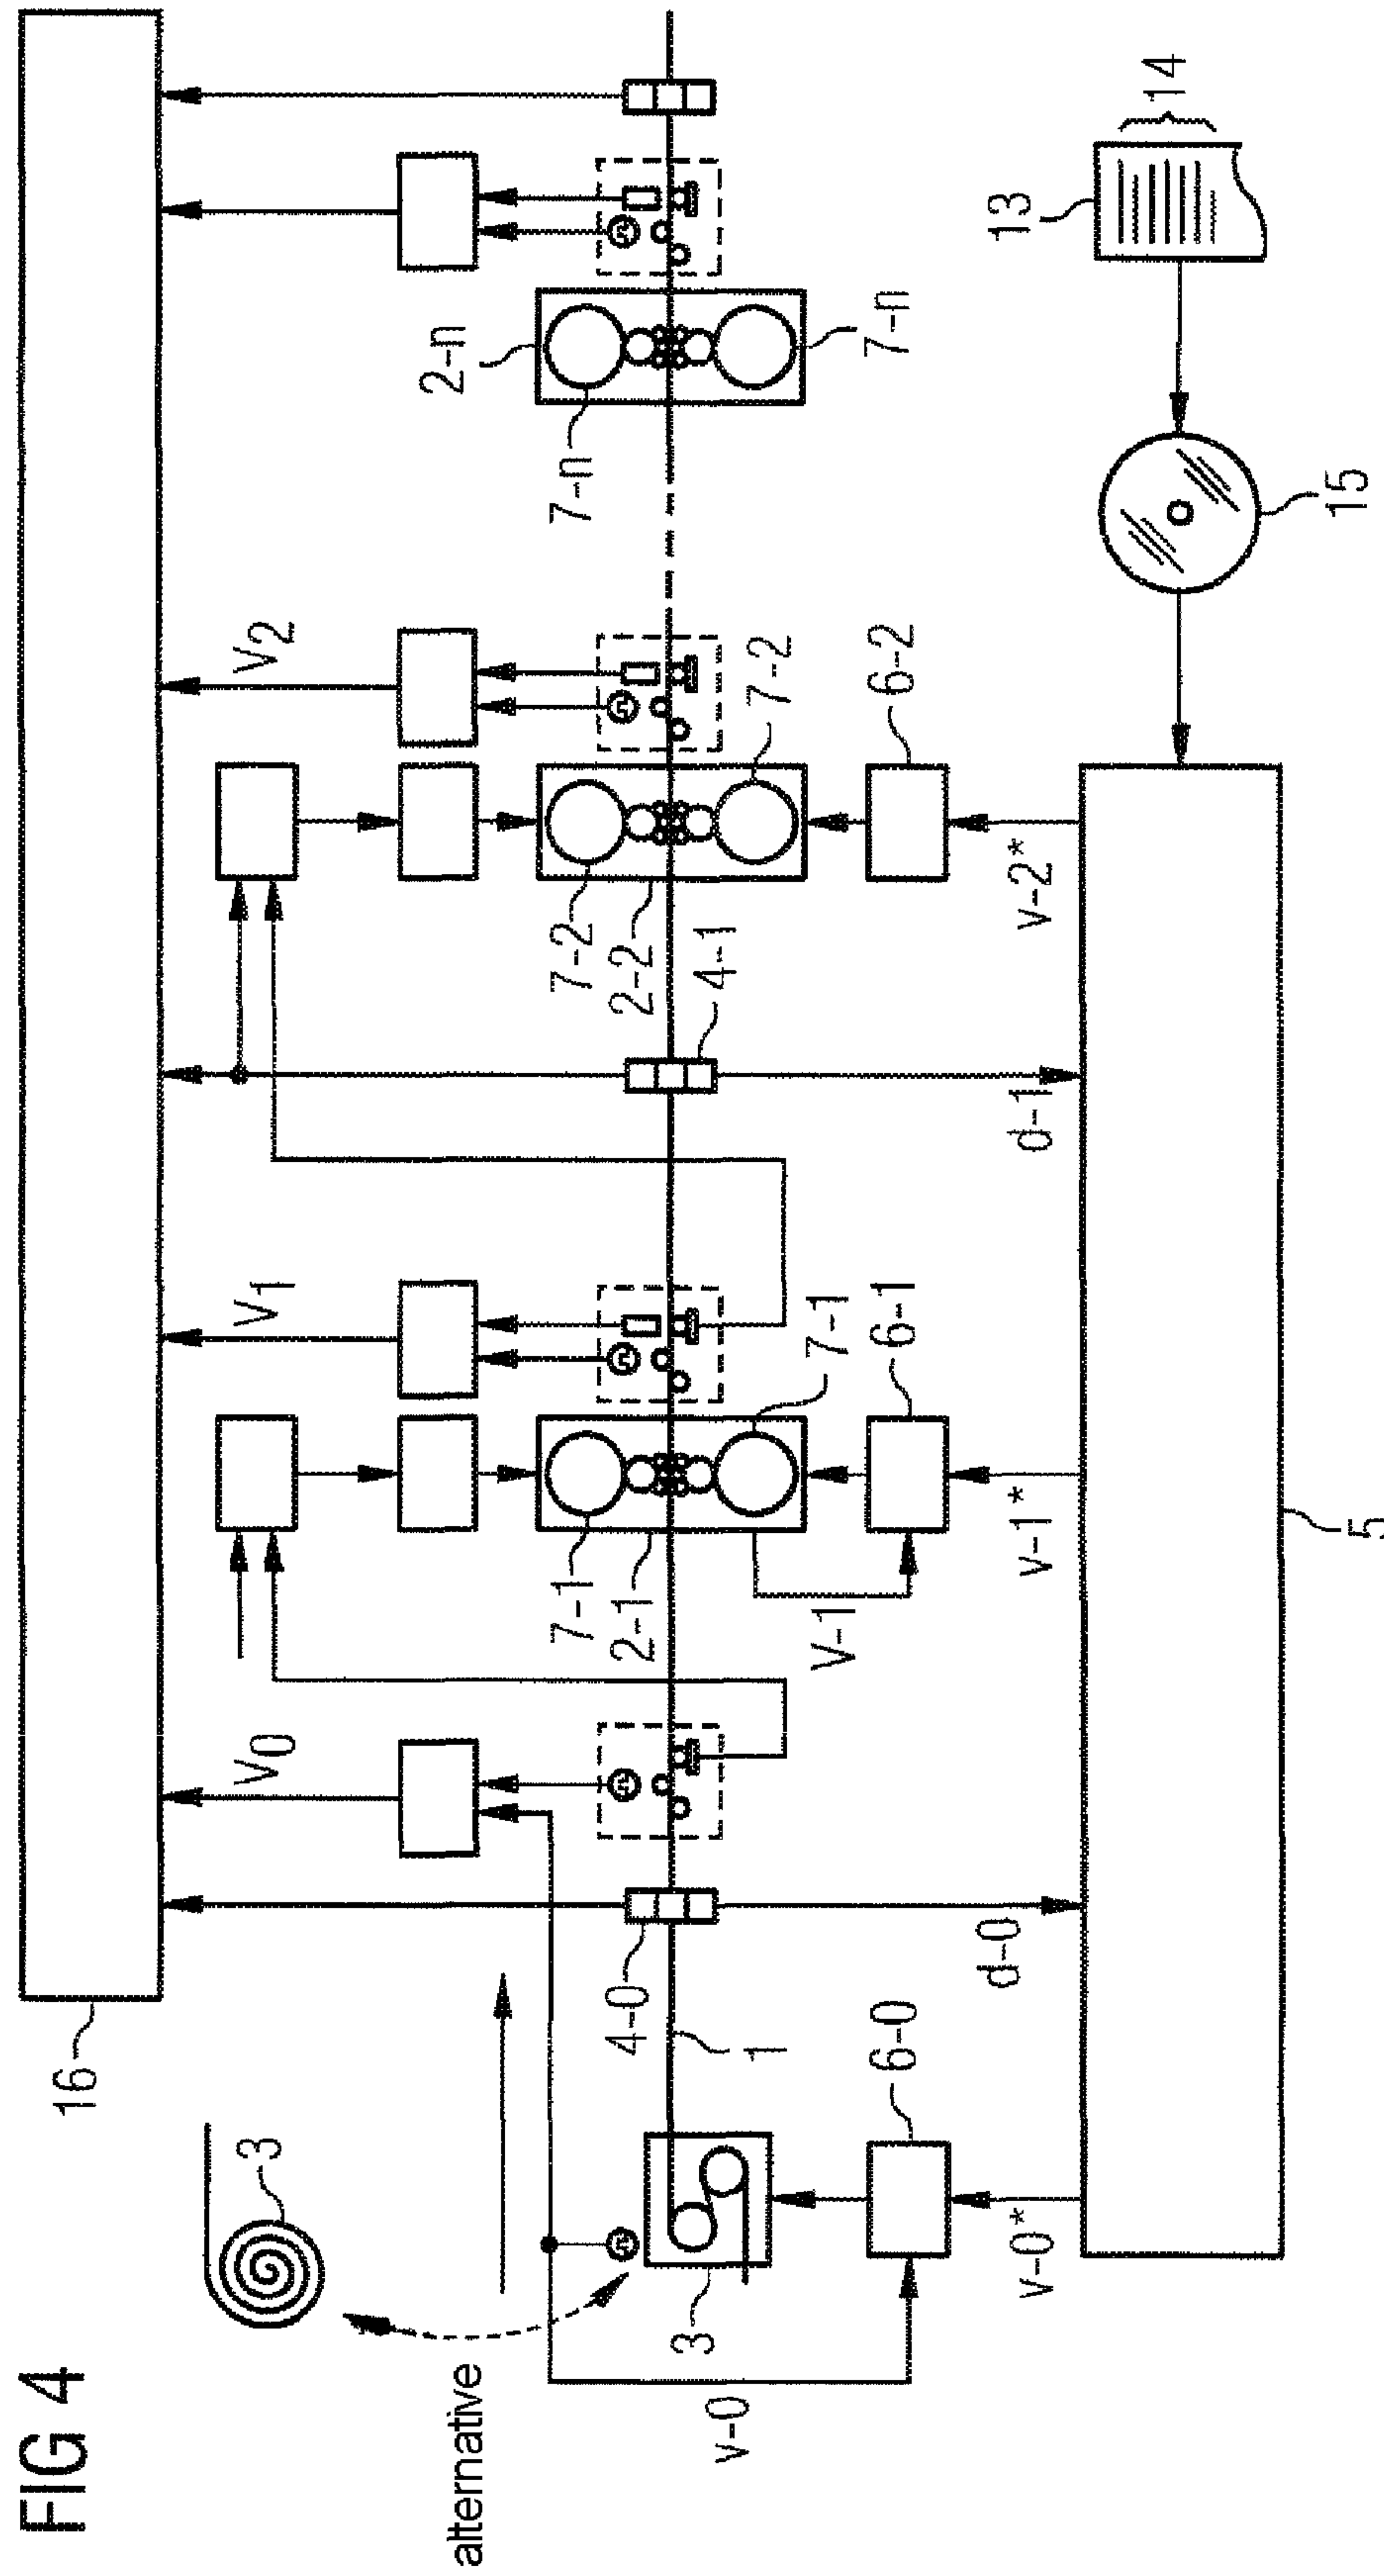 FIG 4
16
3
alternative
V0
V1
V2
v-0
3
1
4-0
7-1
2-1
7-1
V-1
4-1
7-2
2-2
7-2
7-n
2-n
7-n
6-0
6-1
6-2
v-0*
d-0
v-1*
d-1
v-2*
5
15
13
14